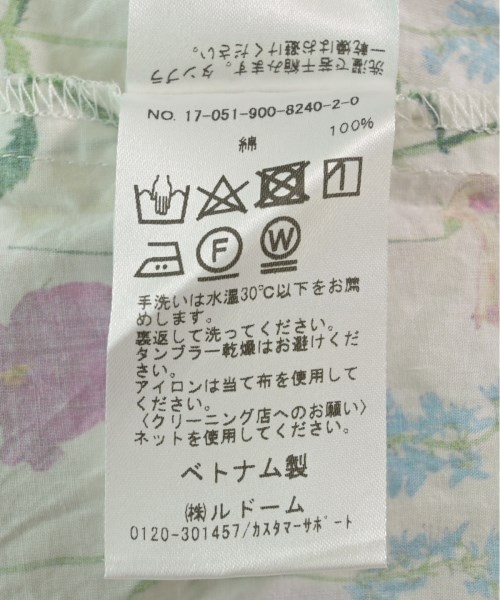 洗濯で若干縮みます。タンブラ
ー乾燥はお避けください。
NO. 17-051-900-8240-2-0
綿 100%
F W
手洗いは水温30℃以下をお薦
めします。
裏返して洗ってください。
タンブラー乾燥はお避けくだ
さい。
アイロンは当て布を使用して
ください。
〈クリーニング店へのお願い〉
ネットを使用してください。
ベトナム製
㈱ルドーム
0120-301457/カスタマーサポート